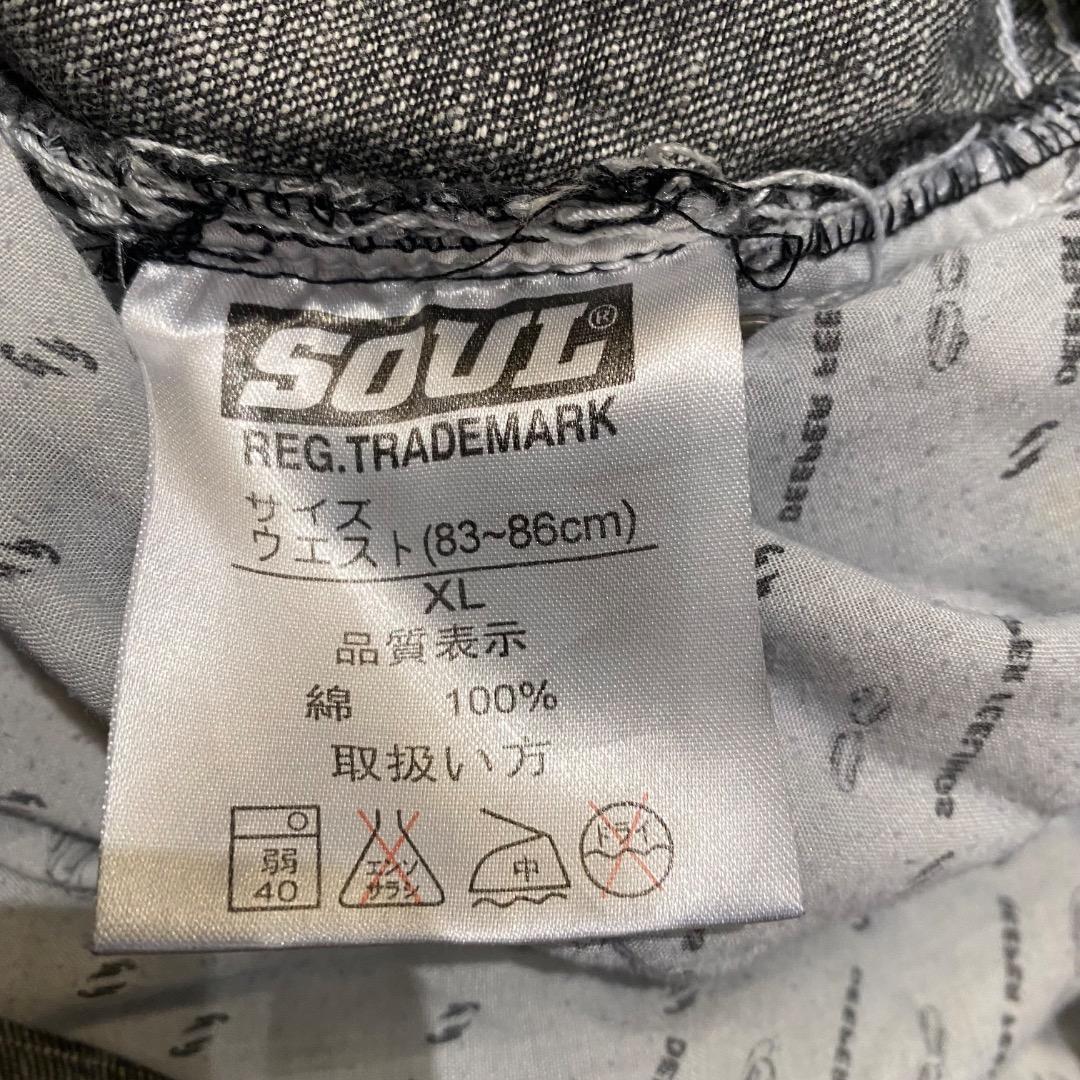 SOUL®
REG.TRADEMARK
サイズ
ウエスト(83~86cm)
XL
品質表示
綿 100%
取扱い方
弱
40
エンソ
サラシ
中
ドライ